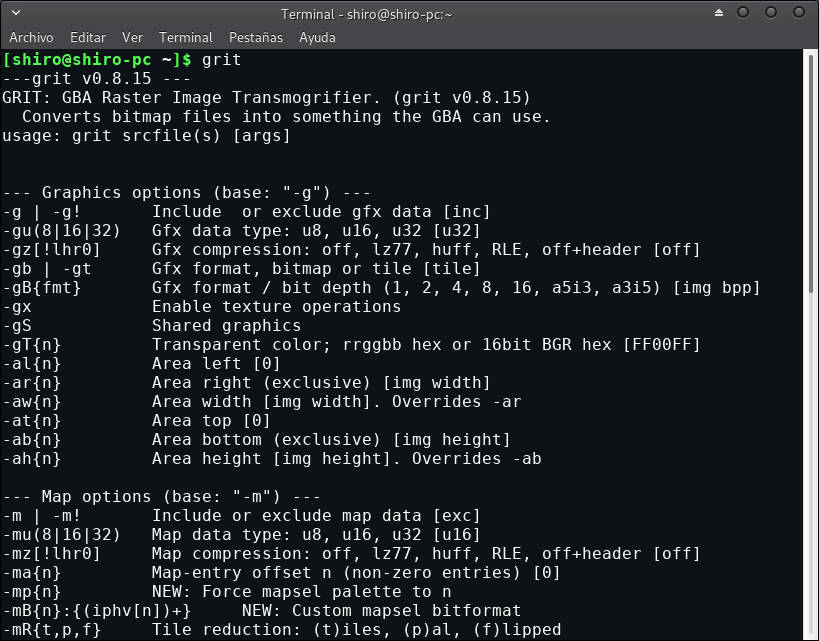 Terminal - shiro@shiro-pc:~
Archivo Editar Ver Terminal Pestañas Ayuda
[shiro@shiro-pc ~]$ grit
---grit v0.8.15 ---
GRIT: GBA Raster Image Transmogrifier. (grit v0.8.15)
  Converts bitmap files into something the GBA can use.
usage: grit srcfile(s) [args]

--- Graphics options (base: "-g") ---
-g | -g!       Include  or exclude gfx data [inc]
-gu(8|16|32)   Gfx data type: u8, u16, u32 [u32]
-gz[!lhr0]     Gfx compression: off, lz77, huff, RLE, off+header [off]
-gb | -gt      Gfx format, bitmap or tile [tile]
-gB{fmt}       Gfx format / bit depth (1, 2, 4, 8, 16, a5i3, a3i5) [img bpp]
-gx            Enable texture operations
-gS            Shared graphics
-gT{n}         Transparent color; rrggbb hex or 16bit BGR hex [FF00FF]
-al{n}         Area left [0]
-ar{n}         Area right (exclusive) [img width]
-aw{n}         Area width [img width]. Overrides -ar
-at{n}         Area top [0]
-ab{n}         Area bottom (exclusive) [img height]
-ah{n}         Area height [img height]. Overrides -ab

--- Map options (base: "-m") ---
-m | -m!       Include or exclude map data [exc]
-mu(8|16|32)   Map data type: u8, u16, u32 [u16]
-mz[!lhr0]     Map compression: off, lz77, huff, RLE, off+header [off]
-ma{n}         Map-entry offset n (non-zero entries) [0]
-mp{n}         NEW: Force mapsel palette to n
-mB{n}:{(iphv[n])+}     NEW: Custom mapsel bitformat
-mR{t,p,f}     Tile reduction: (t)iles, (p)al, (f)lipped